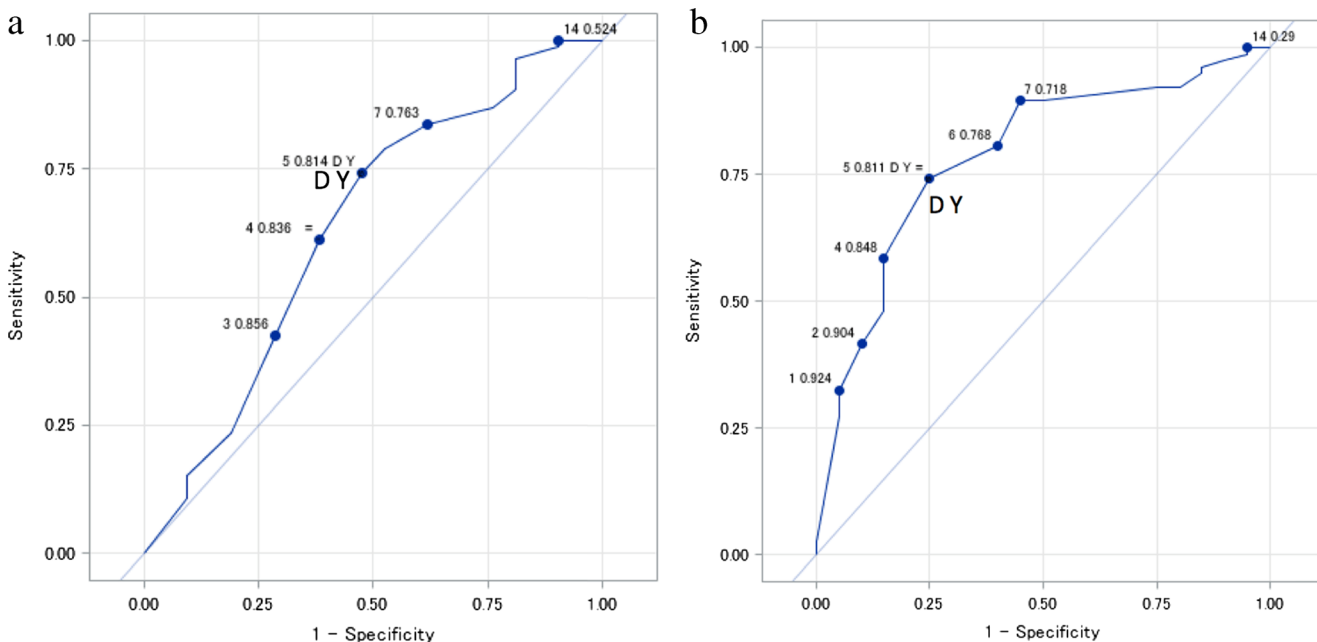 a
1.00
0.75
0.50
0.25
0.00
Sensitivity
14 0.524
7 0.763
5 0.814 D Y
D Y
4 0.836 =
3 0.856
0.00 0.25 0.50 0.75 1.00
1 - Specificity
b
1.00
0.75
0.50
0.25
0.00
Sensitivity
14 0.29
7 0.718
6 0.768
5 0.811 D Y =
D Y
4 0.848
2 0.904
1 0.924
0.00 0.25 0.50 0.75 1.00
1 - Specificity